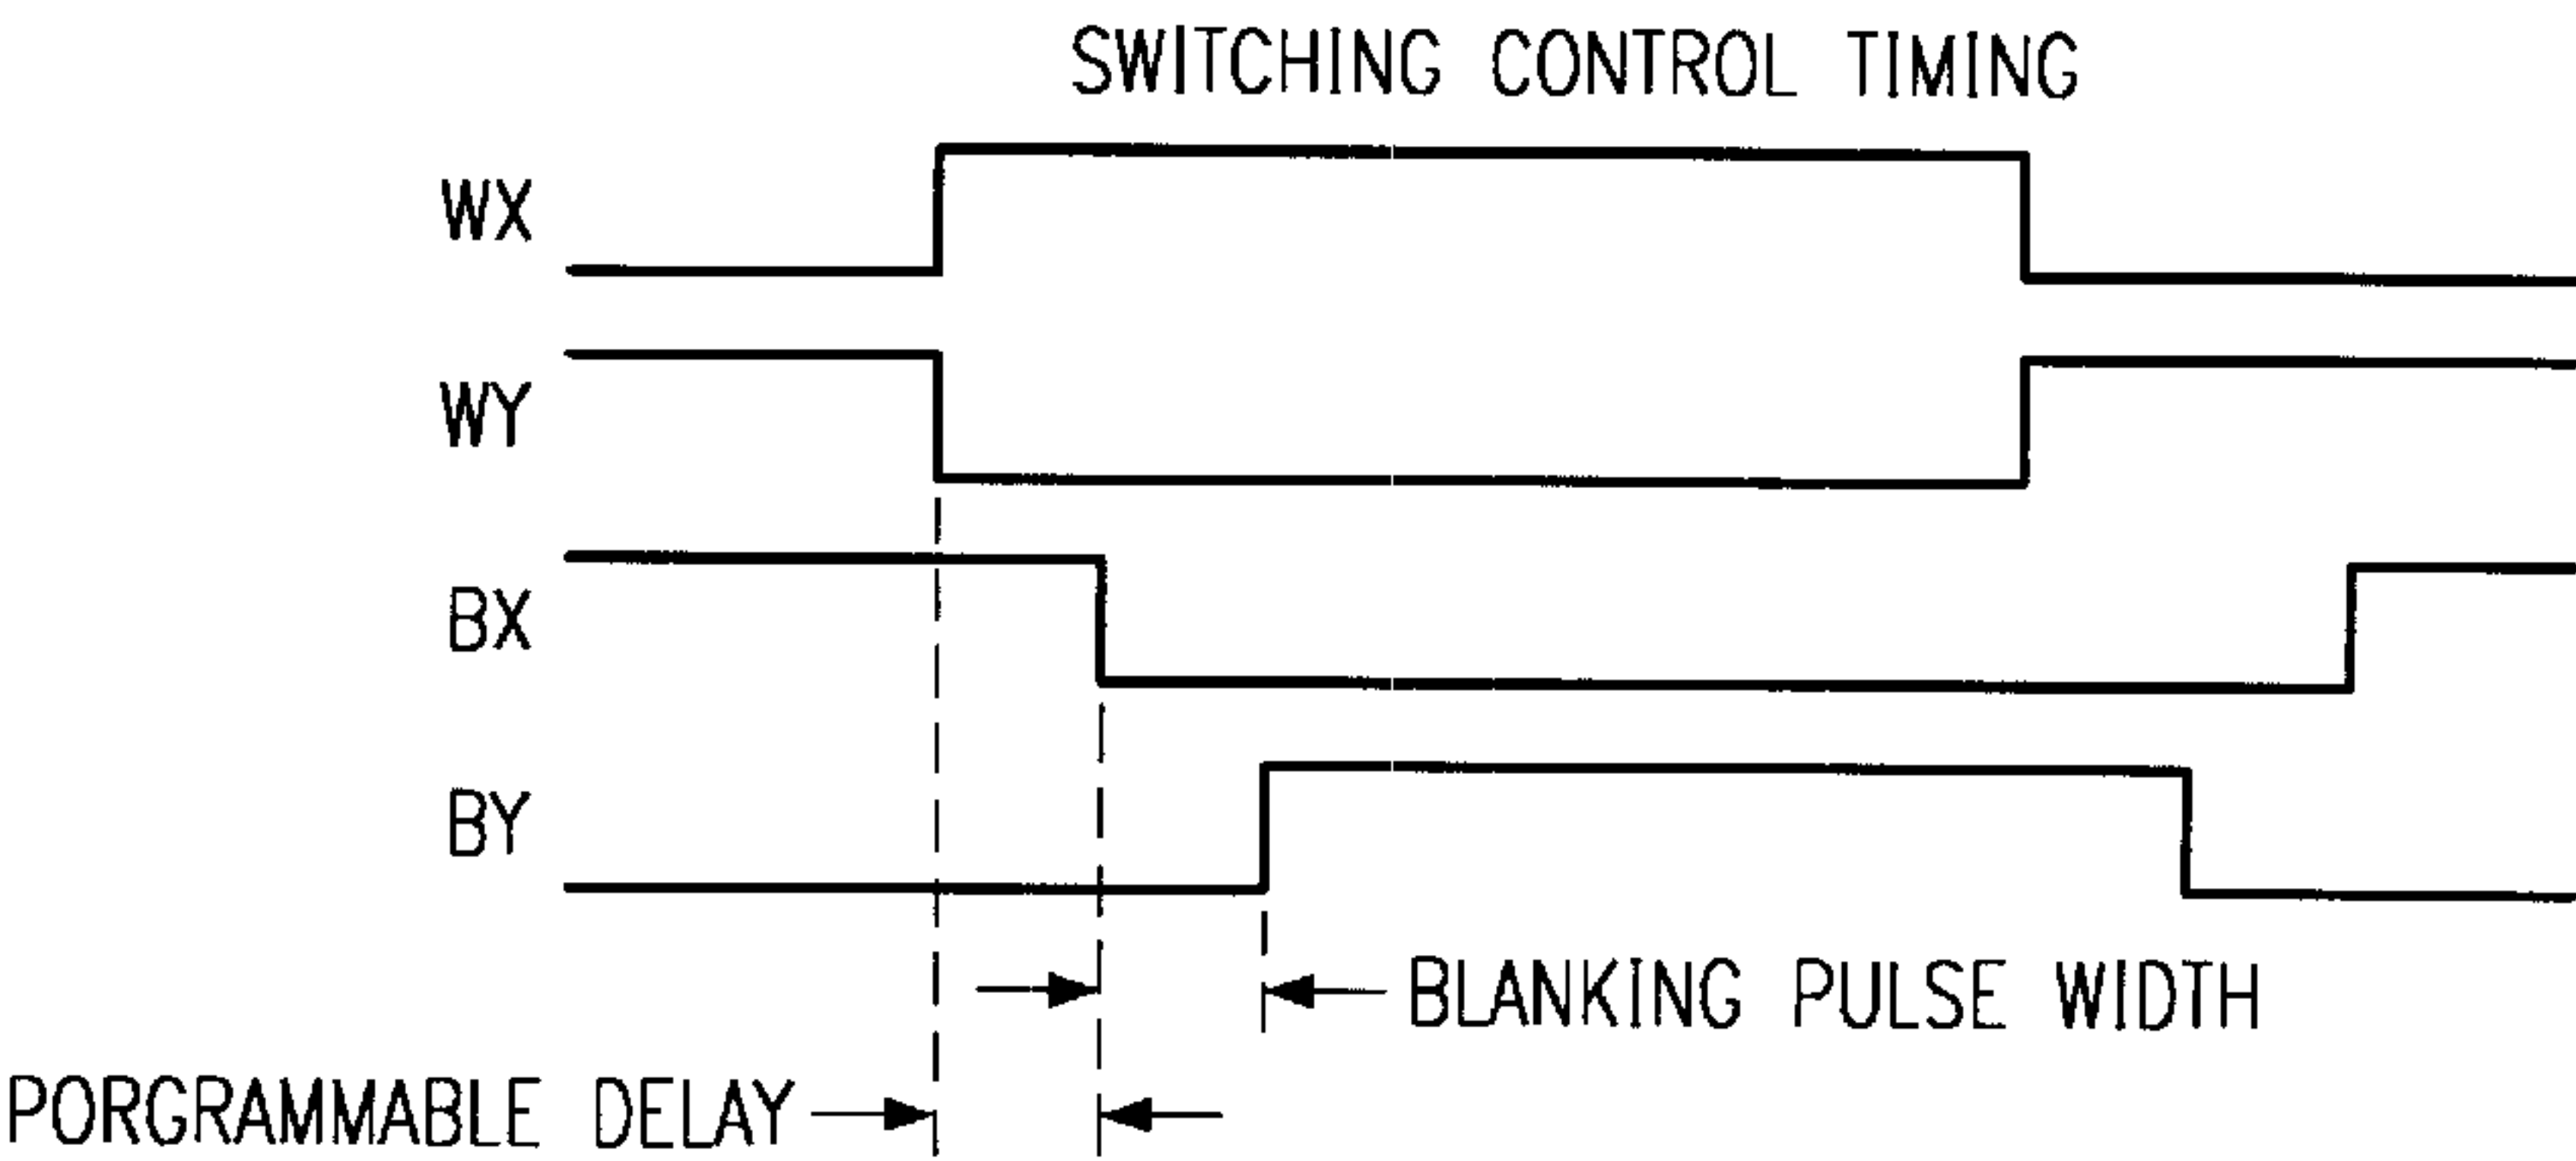 SWITCHING CONTROL TIMING
WX
WY
BX
BY
BLANKING PULSE WIDTH
PORGRAMMABLE DELAY